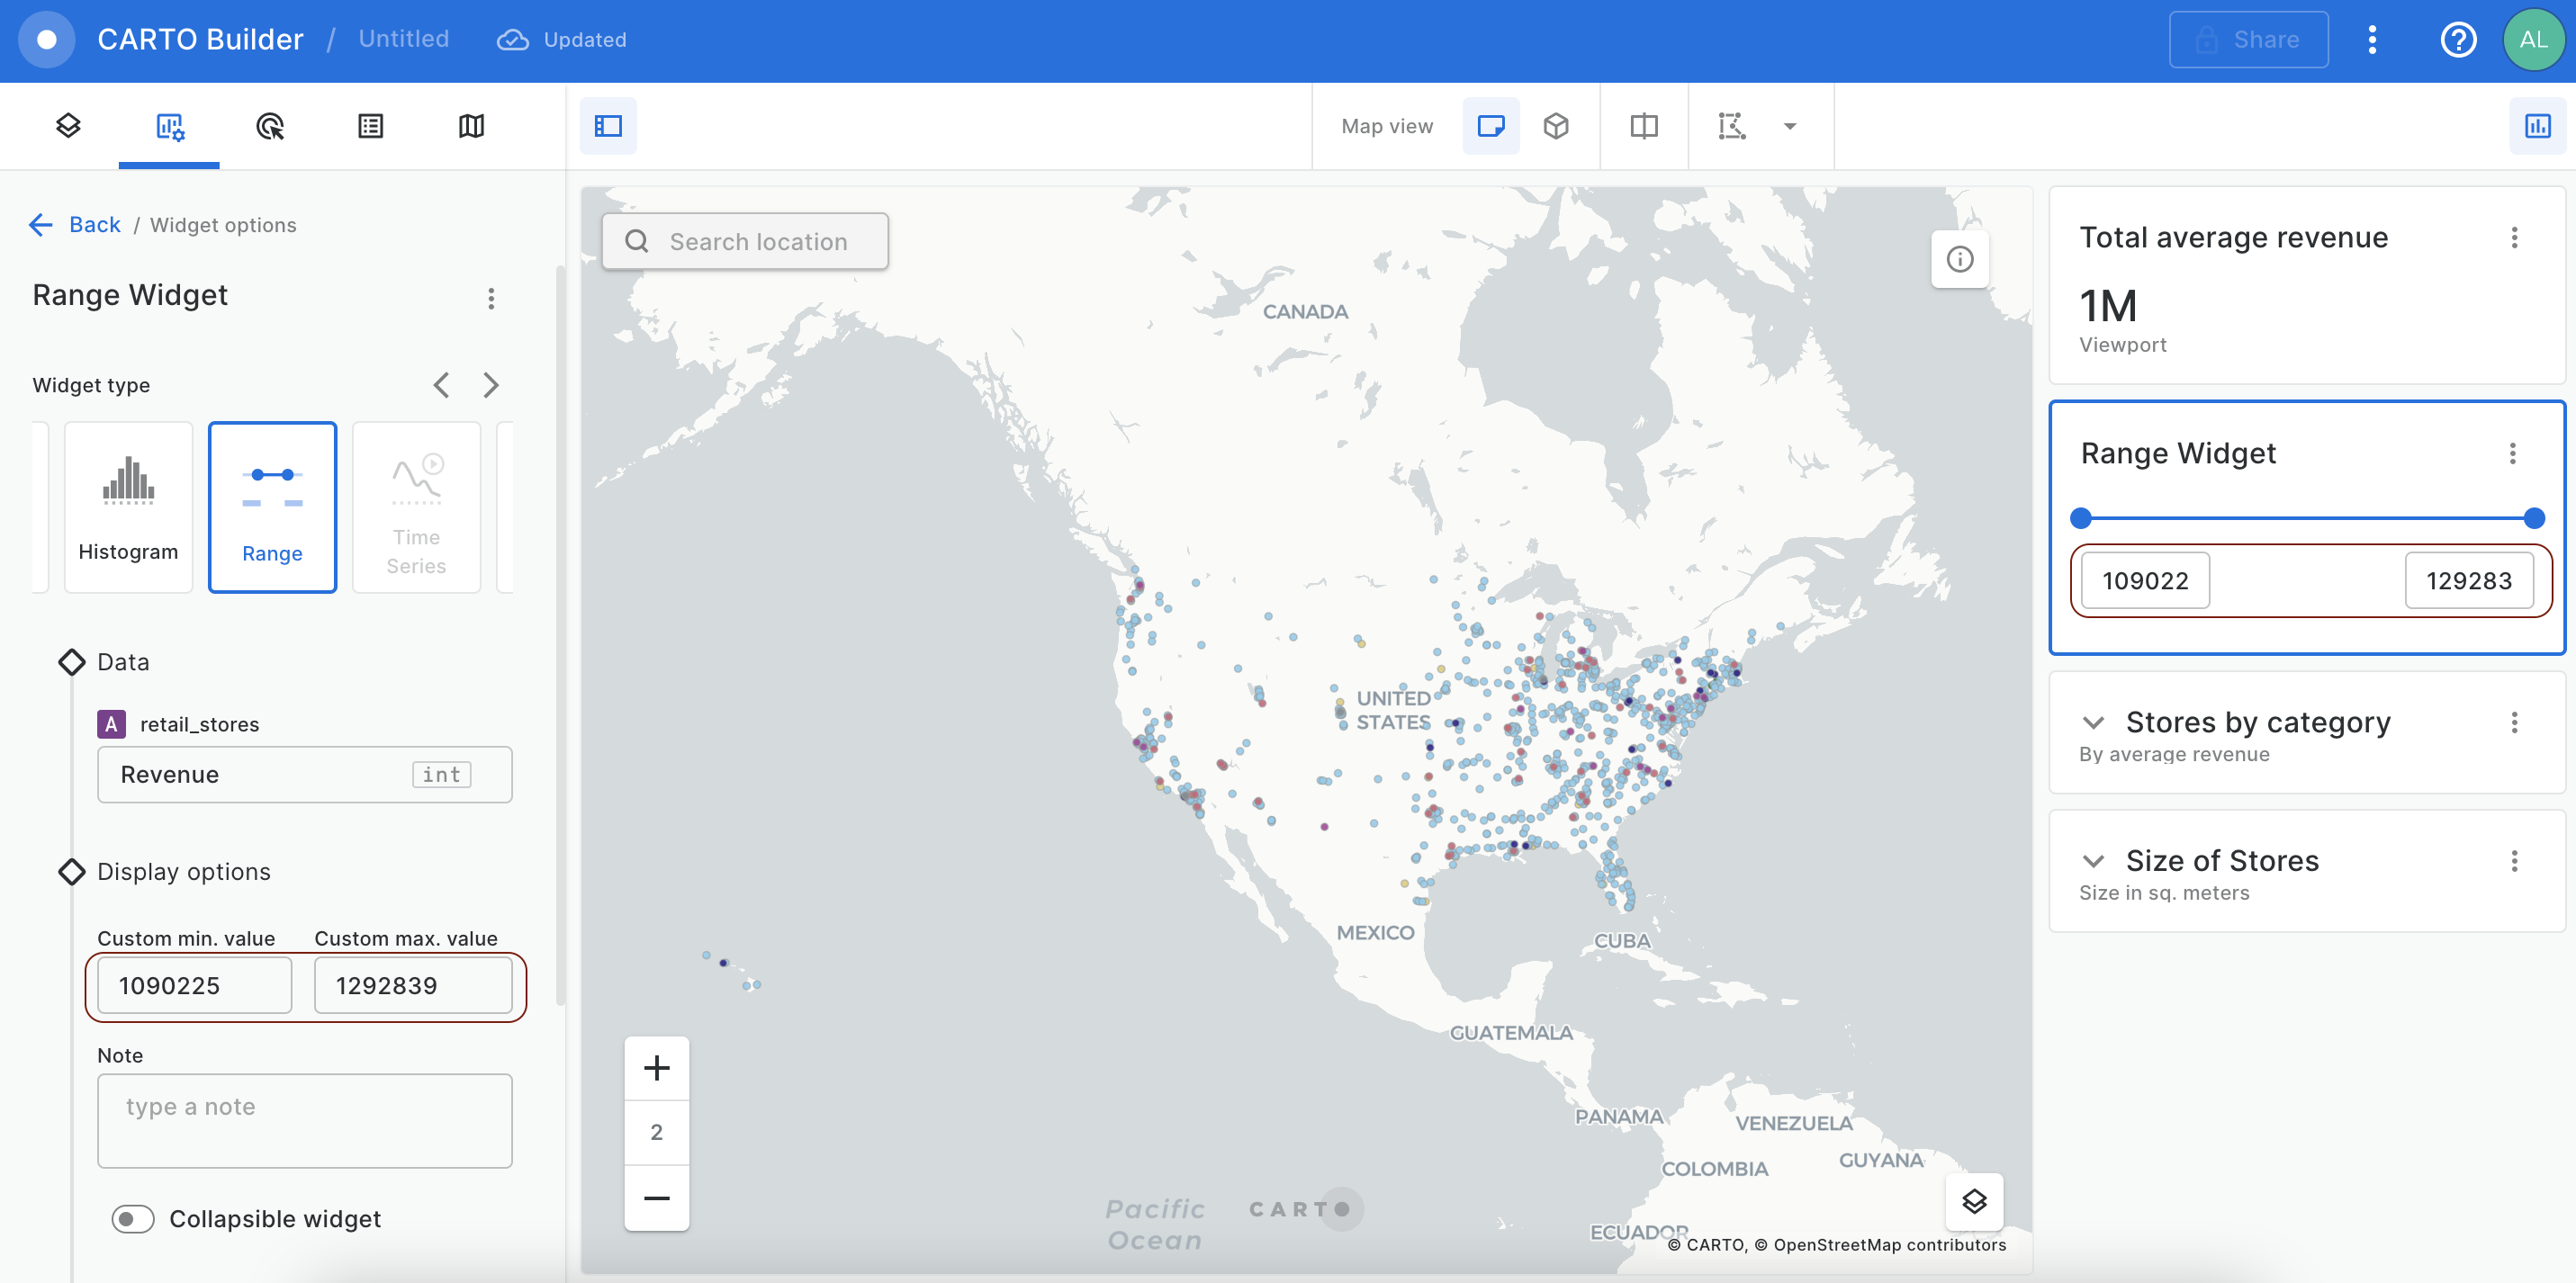 CARTO Builder / Untitled Updated
Share
AL
Map view
Back / Widget options
Range Widget
Widget type
Histogram
Range
Time
Series
Data
A retail_stores
Revenue int
Display options
Custom min. value Custom max. value
1090225 1292839
Note
type a note
Collapsible widget
Search location
CANADA
UNITED
STATES
MEXICO
CUBA
GUATEMALA
PANAMA
VENEZUELA
COLOMBIA
GUYANA
ECUADOR
Pacific
Ocean
2
CARTO
© CARTO, © OpenStreetMap contributors
Total average revenue
1M
Viewport
Range Widget
109022 129283
Stores by category
By average revenue
Size of Stores
Size in sq. meters